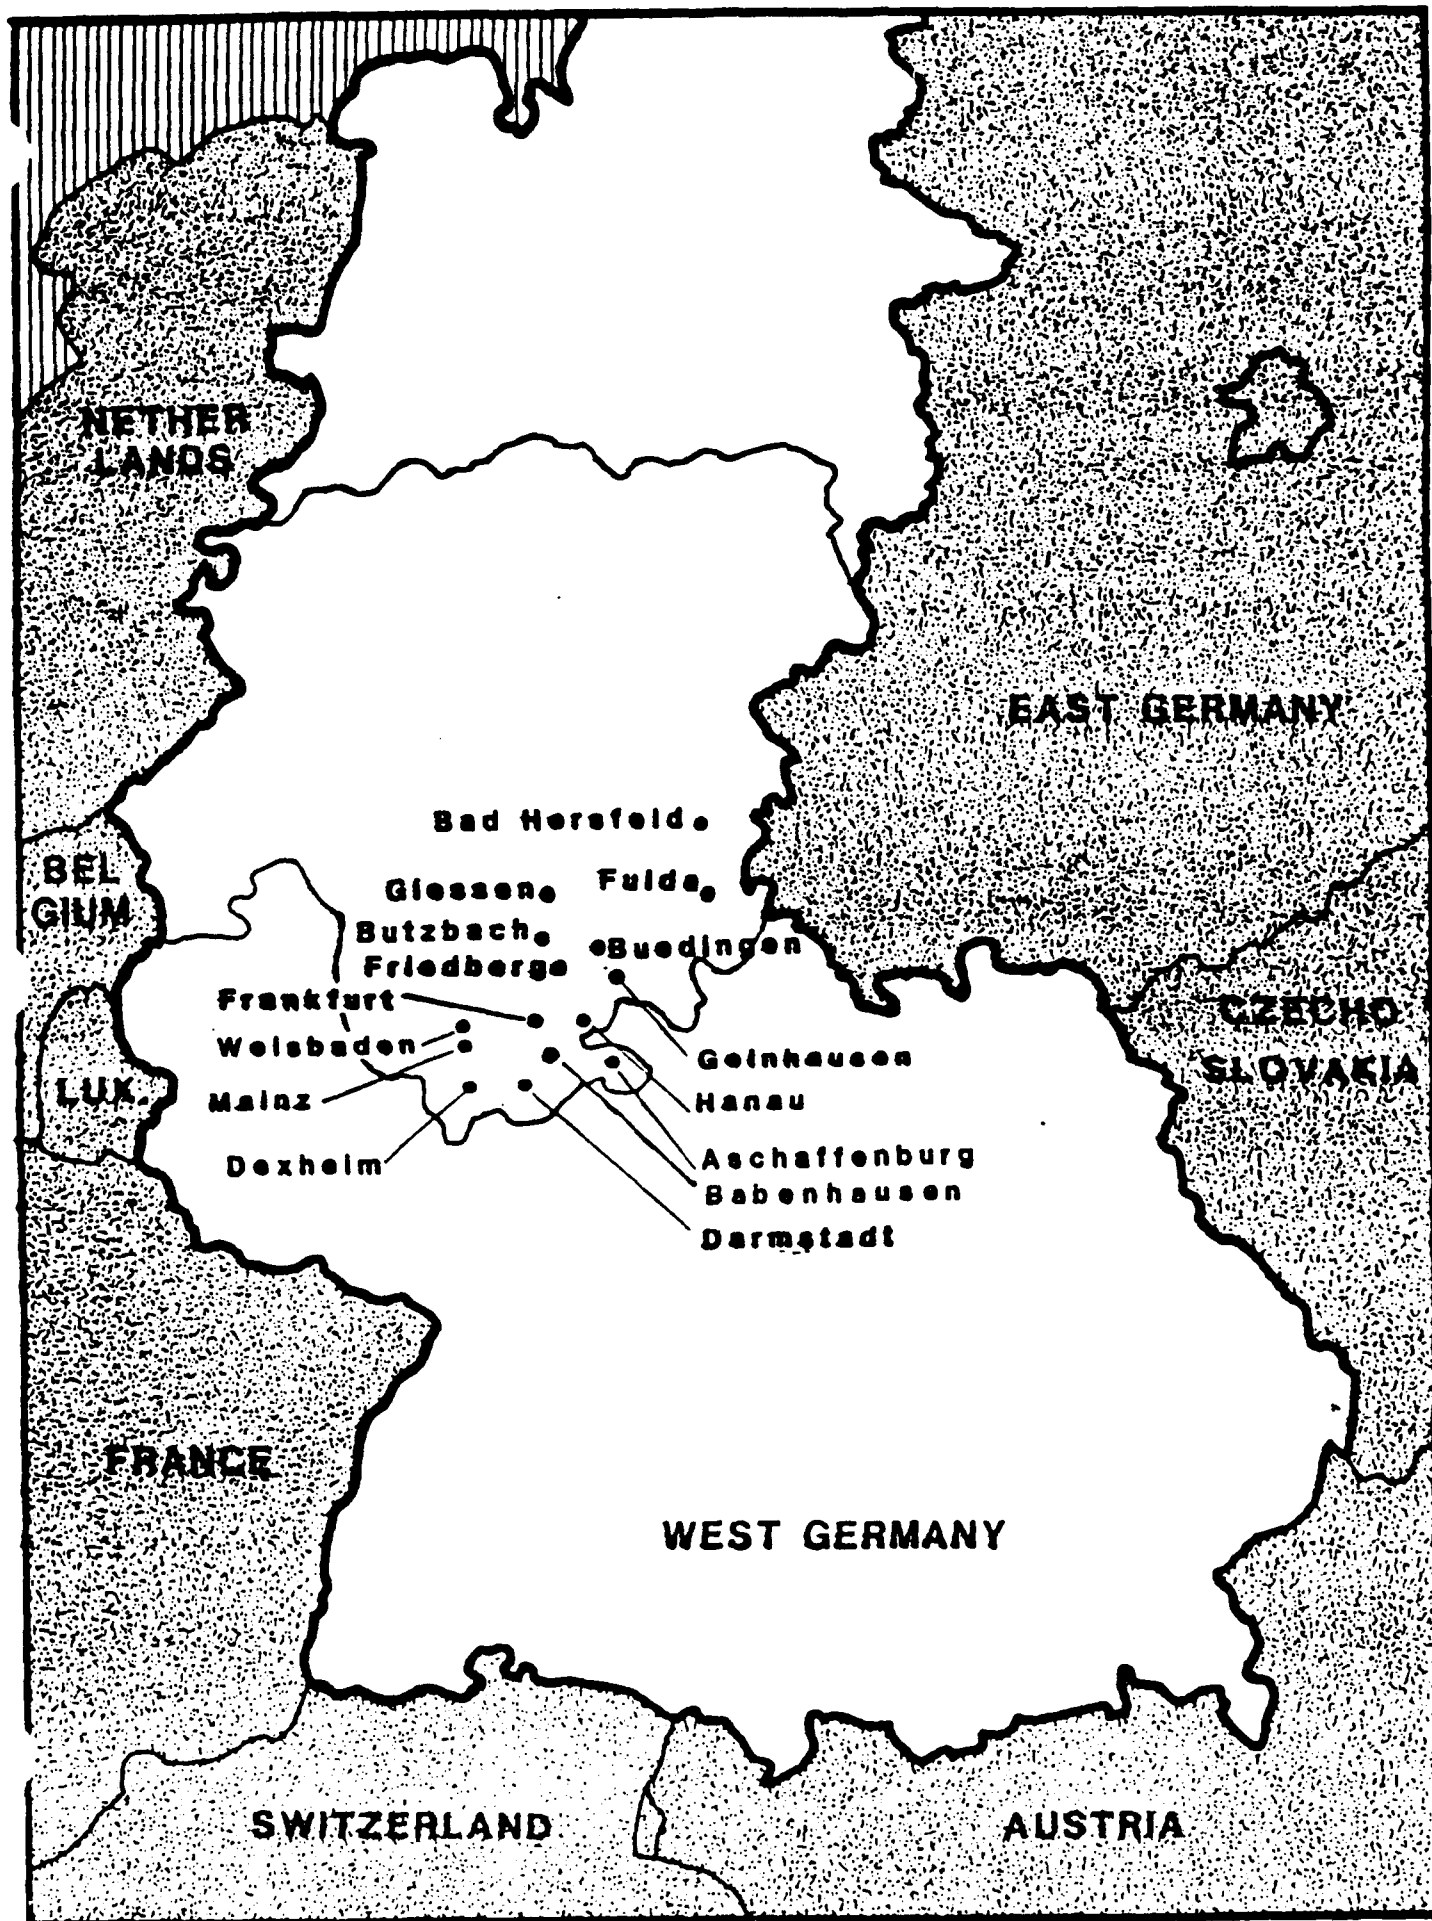 NETHER
LANDS
EAST GERMANY
Bad Hersfeld
BEL
GIUM
Giessen
Fulda
Butzbach
Buedingen
Friedberg
Frankfurt
CZECHO
SLOVAKIA
Weisbaden
Gelnhausen
LUX.
Mainz
Hanau
Dexheim
Aschaffenburg
Babenhausen
Darmstadt
FRANCE
WEST GERMANY
SWITZERLAND
AUSTRIA